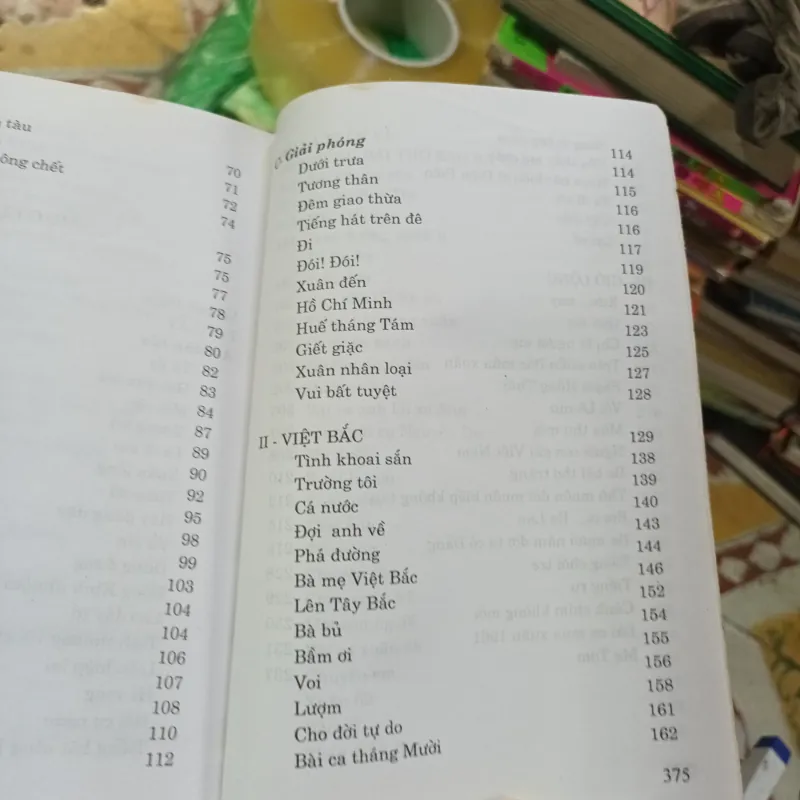 tàu
ông chết
70
71
72
74
75
75
77
78
79
80
82
83
84
87
89
90
92
95
98
99
103
104
104
106
107
108
110
112
Giải phóng 114
Dưới trưa 114
Tương thân 115
Đêm giao thừa 116
Tiếng hát trên đê 116
Đi 117
Đói! Đói! 119
Xuân đến 120
Hồ Chí Minh 121
Huế tháng Tám 123
Giết giặc 125
Xuân nhân loại 127
Vui bất tuyệt 128
II - VIỆT BẮC 129
Tình khoai sắn 138
Trường tôi 139
Cá nước 140
Đợi anh về 143
Phá đường 144
Bà mẹ Việt Bắc 146
Lên Tây Bắc 152
Bà bủ 154
Bầm ơi 155
Voi 156
Lượm 158
Cho đời tự do 161
Bài ca tháng Mười 162
375